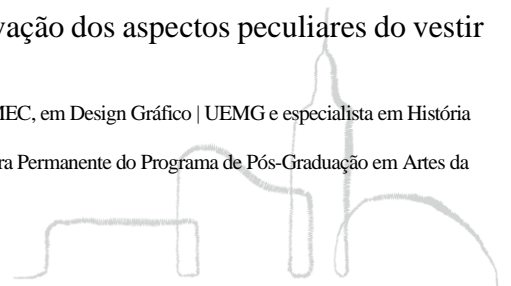 vação dos aspectos peculiares do vestir
MEC, em Design Gráfico | UEMG e especialista em História
ra Permanente do Programa de Pós-Graduação em Artes da